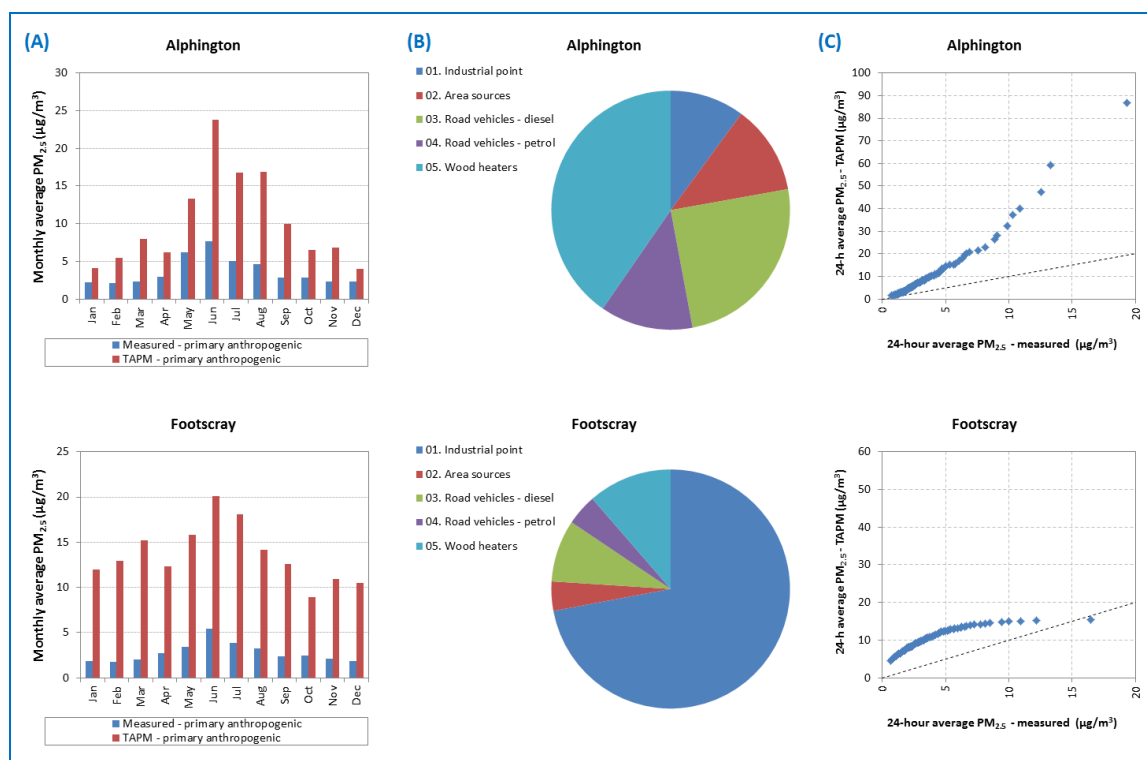 (A)
Alphington
Monthly average PM2.5 (µg/m³)
30
25
20
15
10
5
0
Jan
Feb
Mar
Apr
May
Jun
Jul
Aug
Sep
Oct
Nov
Dec
Measured - primary anthropogenic
TAPM - primary anthropogenic
(B)
Alphington
01. Industrial point
02. Area sources
03. Road vehicles - diesel
04. Road vehicles - petrol
05. Wood heaters
(C)
Alphington
24-h average PM2.5 - TAPM (µg/m³)
100
90
80
70
60
50
40
30
20
10
0
0
5
10
15
20
24-hour average PM2.5 - measured (µg/m³)
Footscray
Monthly average PM2.5 (µg/m³)
25
20
15
10
5
0
Jan
Feb
Mar
Apr
May
Jun
Jul
Aug
Sep
Oct
Nov
Dec
Measured - primary anthropogenic
TAPM - primary anthropogenic
Footscray
01. Industrial point
02. Area sources
03. Road vehicles - diesel
04. Road vehicles - petrol
05. Wood heaters
Footscray
24-h average PM2.5 - TAPM (µg/m³)
60
50
40
30
20
10
0
0
5
10
15
20
24-hour average PM2.5 - measured (µg/m³)